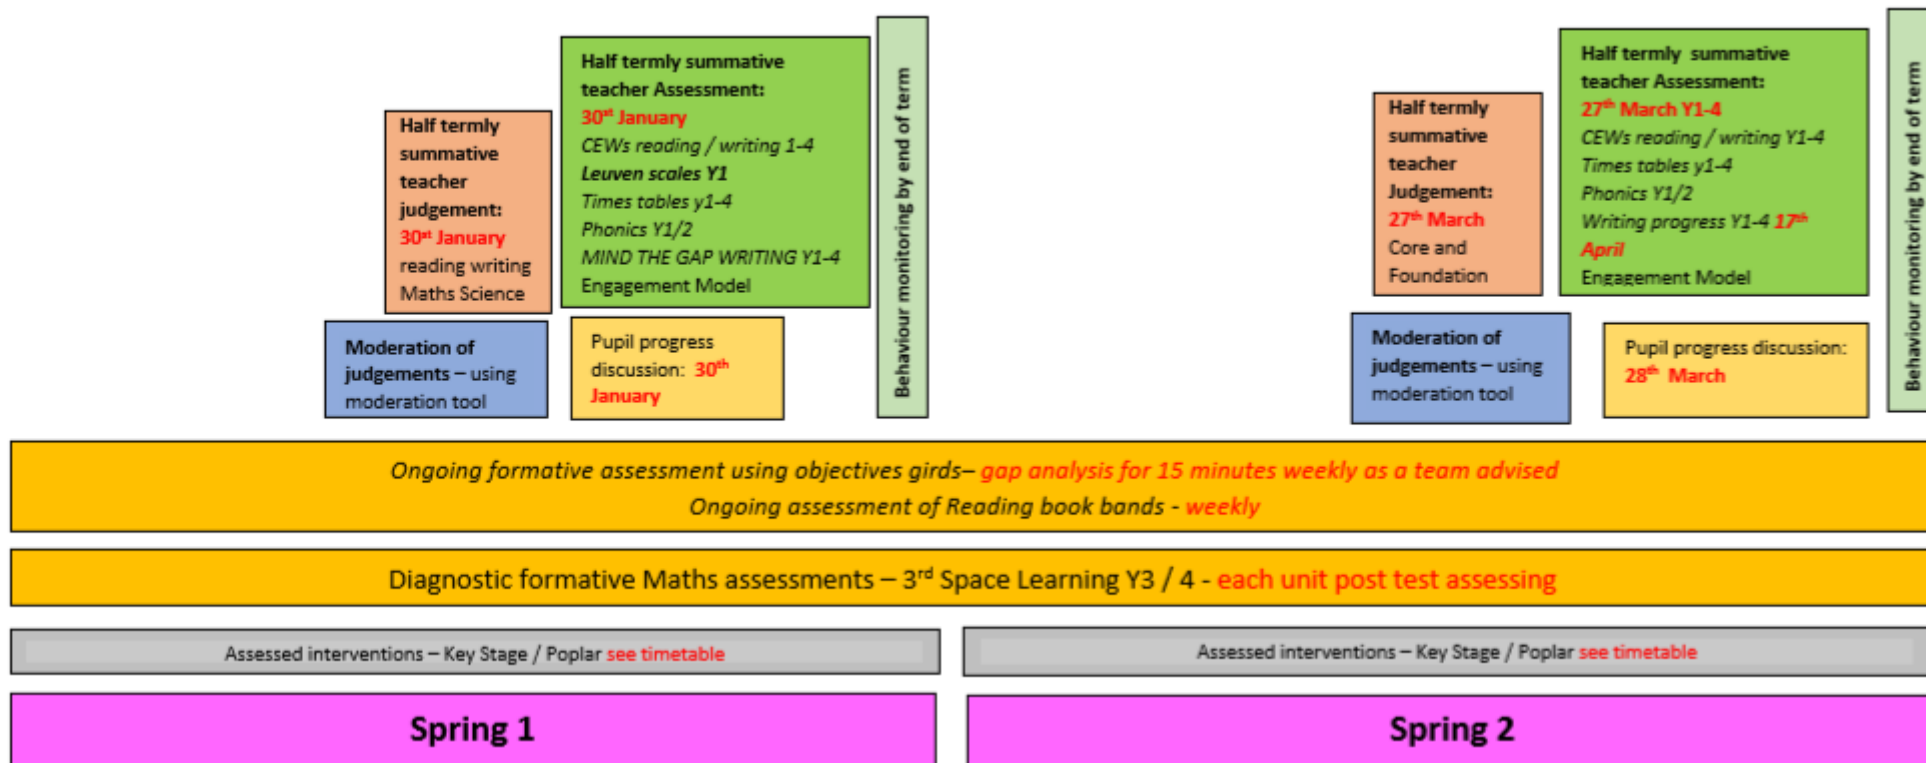 Half termly
summative
teacher
judgement:
30st January
reading writing
Maths Science
Half termly summative
teacher Assessment:
30st January
CEWs reading / writing 1-4
Leuven scales Y1
Times tables y1-4
Phonics Y1/2
MIND THE GAP WRITING Y1-4
Engagement Model
Behaviour monitoring by end of term
Moderation of
judgements – using
moderation tool
Pupil progress
discussion: 30th
January
Half termly
summative
teacher
Judgement:
27th March
Core and
Foundation
Half termly summative
teacher Assessment:
27th March Y1-4
CEWs reading / writing Y1-4
Times tables y1-4
Phonics Y1/2
Writing progress Y1-4 17th
April
Engagement Model
Behaviour monitoring by end of term
Moderation of
judgements – using
moderation tool
Pupil progress discussion:
28th March
Ongoing formative assessment using objectives girds– gap analysis for 15 minutes weekly as a team advised
Ongoing assessment of Reading book bands - weekly
Diagnostic formative Maths assessments – 3rd Space Learning Y3 / 4 - each unit post test assessing
Assessed interventions – Key Stage / Poplar see timetable
Assessed interventions – Key Stage / Poplar see timetable
Spring 1
Spring 2